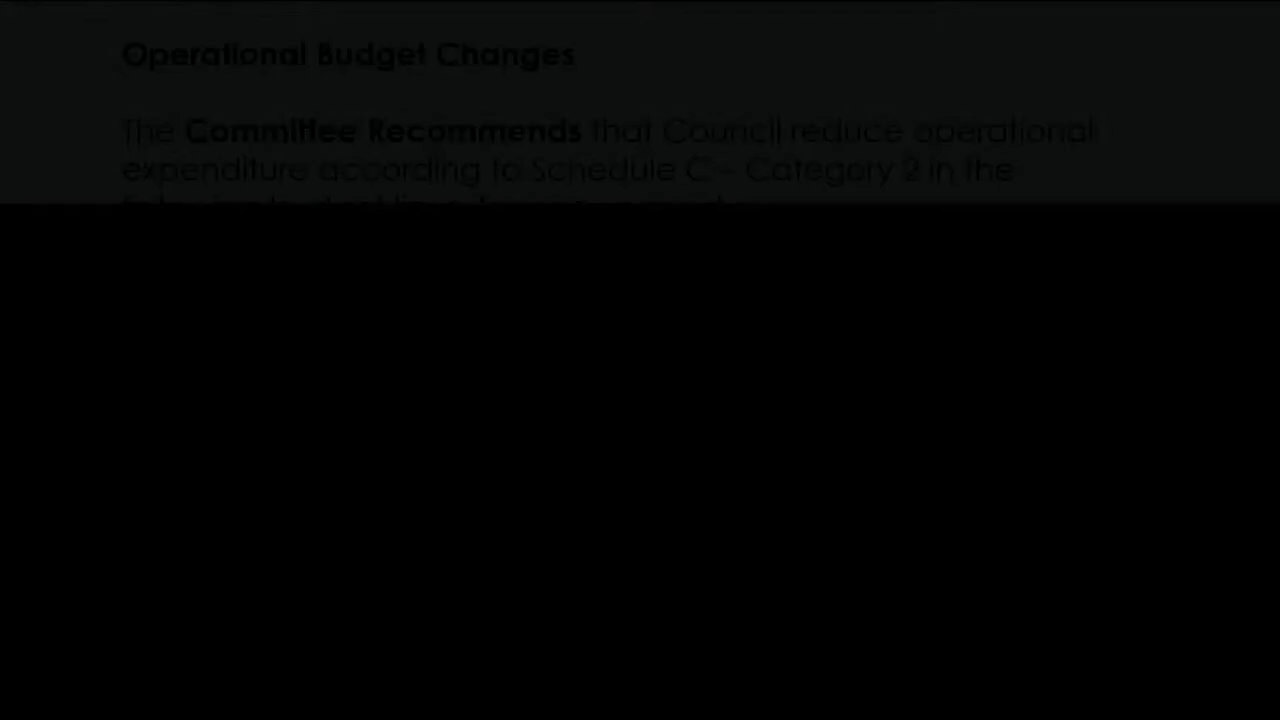 Operational Budget Changes
The Committee Recommends that Council reduce operational
expenditure according to Schedule C – Category 2 in the